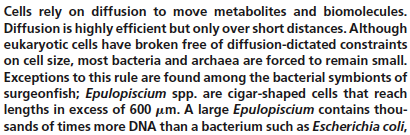 Cells rely on diffusion to move metabolites and biomolecules.
Diffusion is highly efficient but only over short distances. Although
eukaryotic cells have broken free of diffusion-dictated constraints
on cell size, most bacteria and archaea are forced to remain small.
Exceptions to this rule are found among the bacterial symbionts of
surgeonfish; Epulopiscium spp. are cigar-shaped cells that reach
lengths in excess of 600 μm. A large Epulopiscium contains thou-
sands of times more DNA than a bacterium such as Escherichia coli,